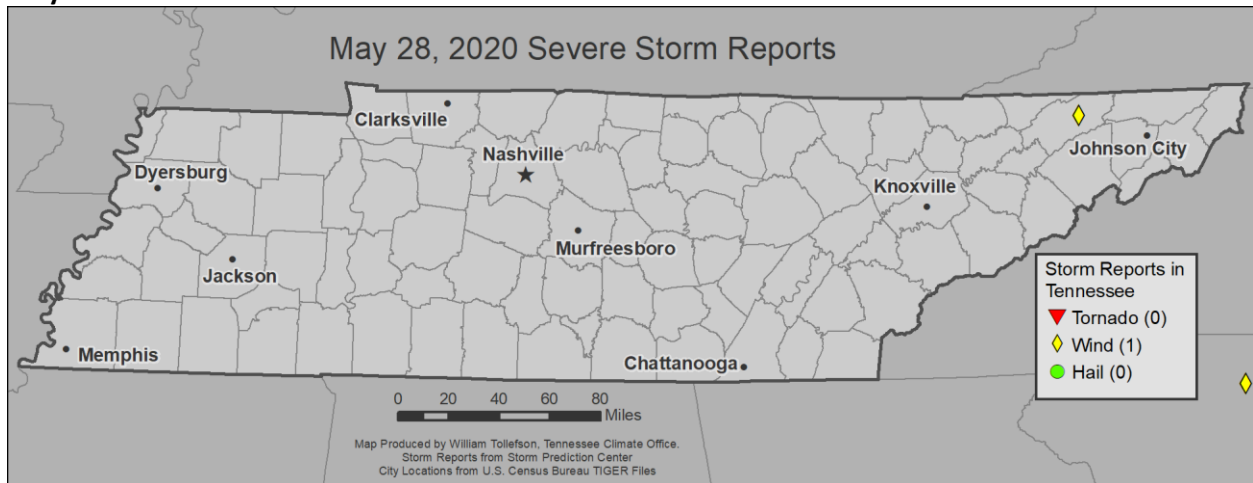 May 28, 2020 Severe Storm Reports
Clarksville
Nashville
Dyersburg
Johnson City
Knoxville
Murfreesboro
Jackson
Memphis
Chattanooga
Storm Reports in
Tennessee
Tornado (0)
Wind (1)
Hail (0)
0 20 40 60 80
Miles
Map Produced by William Tollefson, Tennessee Climate Office.
Storm Reports from Storm Prediction Center
City Locations from U.S. Census Bureau TIGER Files